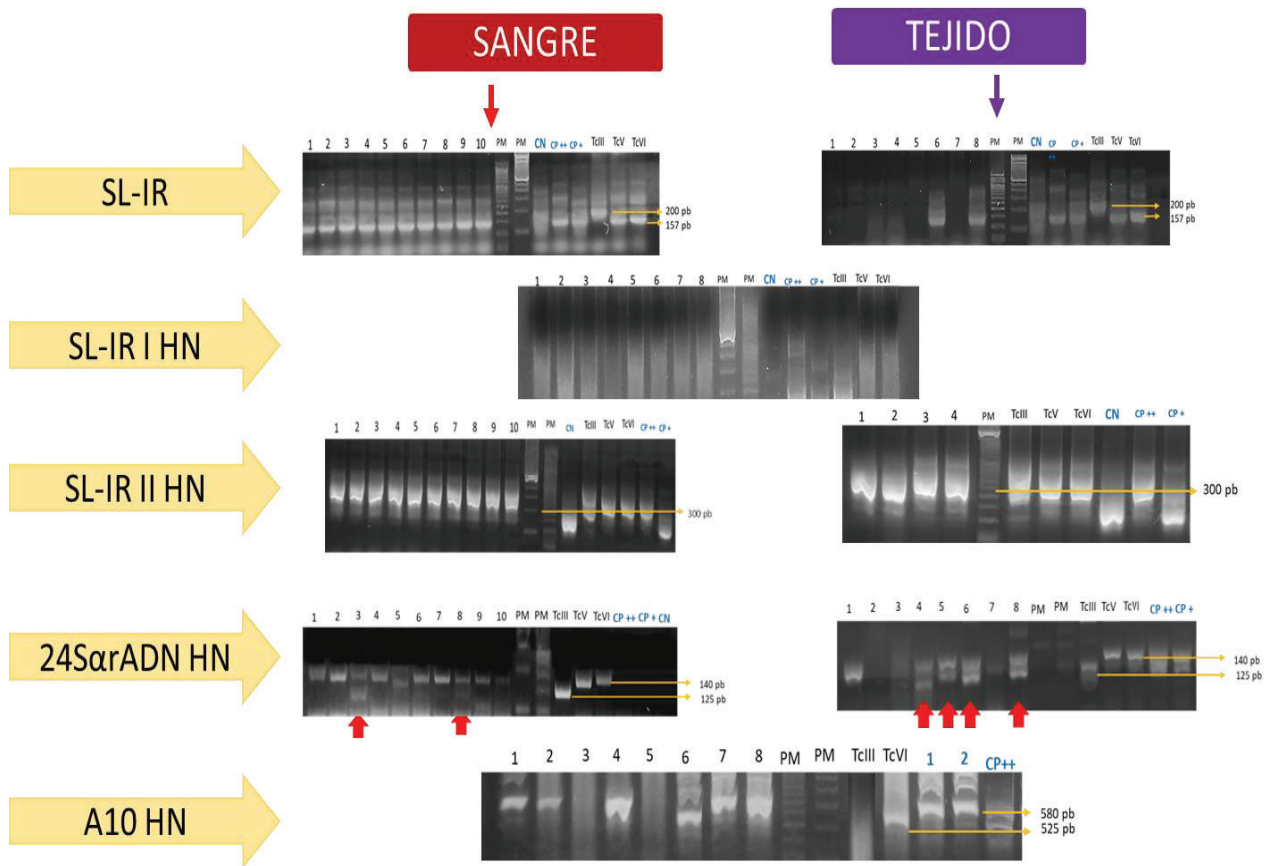 SANGRE
TEJIDO
SL-IR
1 2 3 4 5 6 7 8 9 10 PM PM CN CP ++ CP + TcIII TcV TcVI
200 pb
157 pb
1 2 3 4 5 6 7 8 PM PM CN CP ++ CP + TcIII TcV TcVI
200 pb
157 pb
SL-IR I HN
1 2 3 4 5 6 7 8 PM PM CN CP ++ CP + TcIII TcV TcVI
SL-IR II HN
1 2 3 4 5 6 7 8 9 10 PM PM CN TcIII TcV TcVI CP ++ CP +
300 pb
1 2 3 4 PM TcIII TcV TcVI CN CP ++ CP +
300 pb
24SαrADN HN
1 2 3 4 5 6 7 8 9 10 PM PM TcIII TcV TcVI CP ++ CP + CN
140 pb
125 pb
1 2 3 4 5 6 7 8 PM PM TcIII TcV TcVI CP ++ CP +
140 pb
125 pb
A10 HN
1 2 3 4 5 6 7 8 PM PM TcIII TcVI 1 2 CP++
580 pb
525 pb